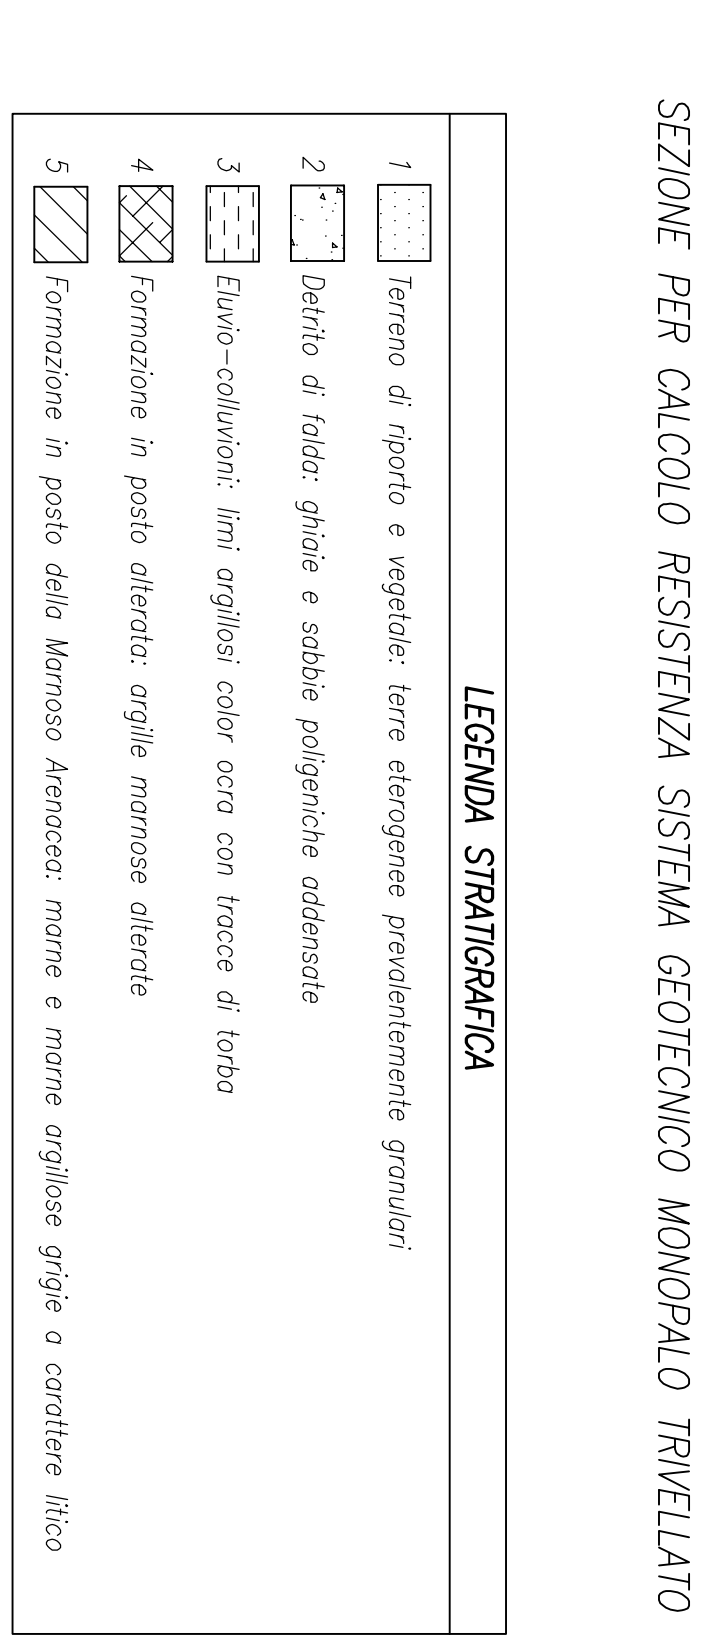 SEZIONE PER CALCOLO RESISTENZA SISTEMA GEOTECNICO MONOPALO TRIVELLATO
LEGENDA STRATIGRAFICA
1 Terreno di riporto e vegetale: terre eterogenee prevalentemente granulari
2 Detrito di falda: ghiaie e sabbie poligeniche addensate
3 Eluvio-colluvioni: limi argillosi color ocra con tracce di torba
4 Formazione in posto alterata: argille marnose alterate
5 Formazione in posto della Marnoso Arenacea: marne e marne argillose grigie a carattere litico